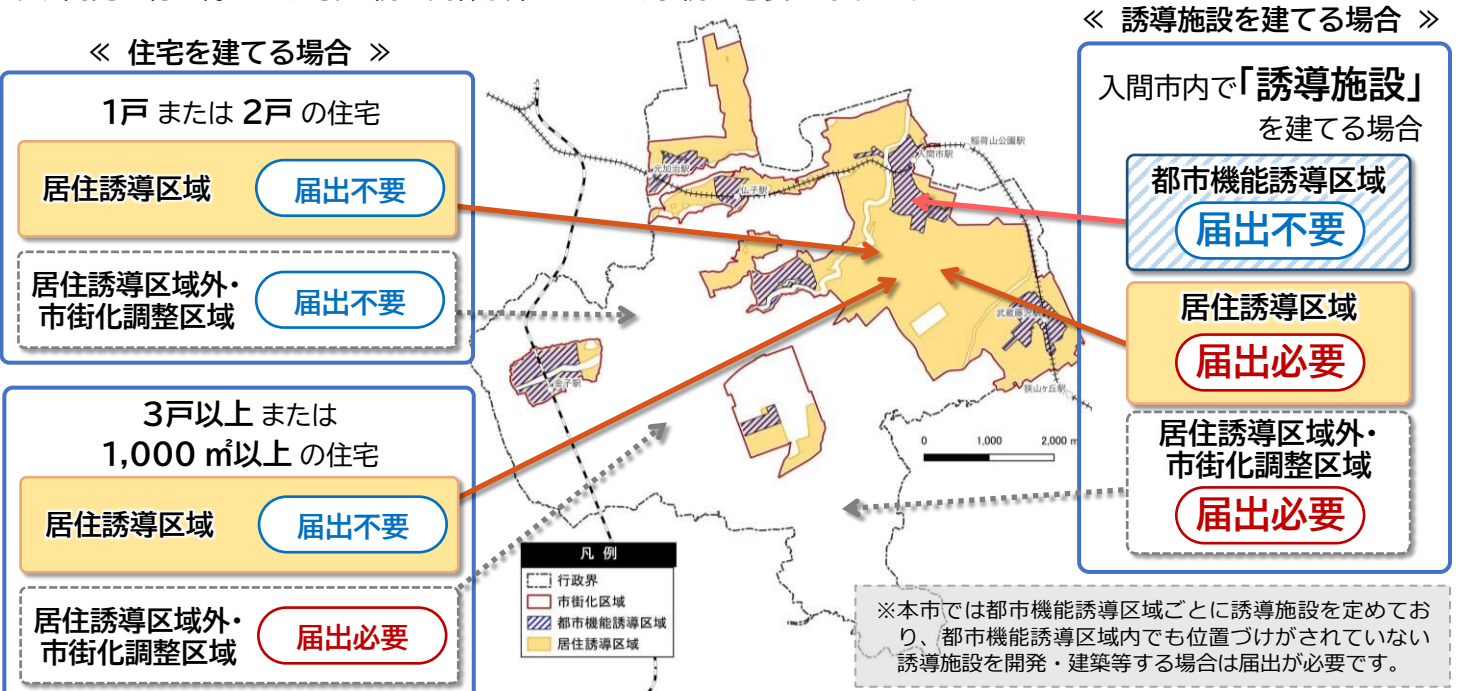 ≪ 住宅を建てる場合 ≫
1戸 または 2戸 の住宅
居住誘導区域
届出不要
居住誘導区域外・
市街化調整区域
届出不要
3戸以上 または
1,000 ㎡以上 の住宅
居住誘導区域
届出不要
居住誘導区域外・
市街化調整区域
届出必要
元加治駅
仏子駅
入間市駅
稲荷山公園駅
武蔵藤沢駅
狭山ヶ丘駅
金子駅
0 1,000 2,000 m
凡 例
行政界
市街化区域
都市機能誘導区域
居住誘導区域
≪ 誘導施設を建てる場合 ≫
入間市内で「誘導施設」
を建てる場合
都市機能誘導区域
届出不要
居住誘導区域
届出必要
居住誘導区域外・
市街化調整区域
届出必要
※本市では都市機能誘導区域ごとに誘導施設を定めてお
り、都市機能誘導区域内でも位置づけがされていない
誘導施設を開発・建築等する場合は届出が必要です。